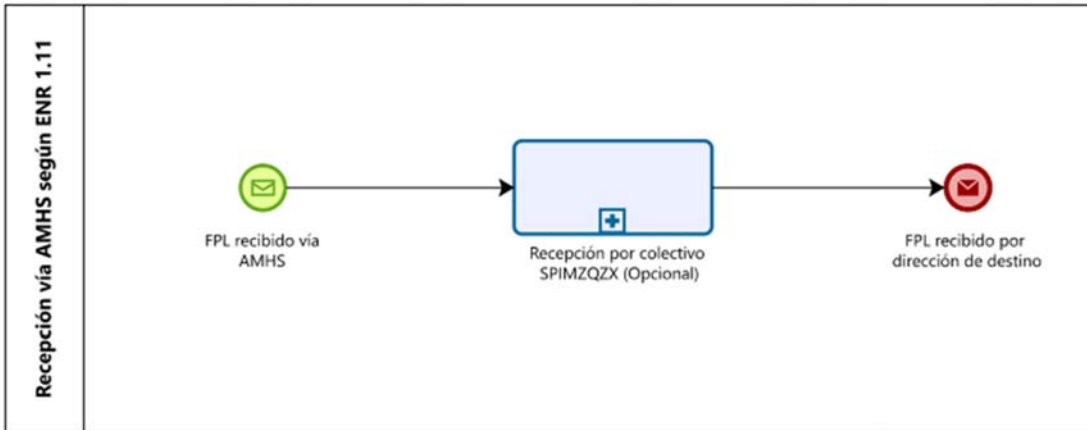 Recepción vía AMHS según ENR 1.11
FPL recibido vía
AMHS
Recepción por colectivo
SPIMZQZX (Opcional)
FPL recibido por
dirección de destino